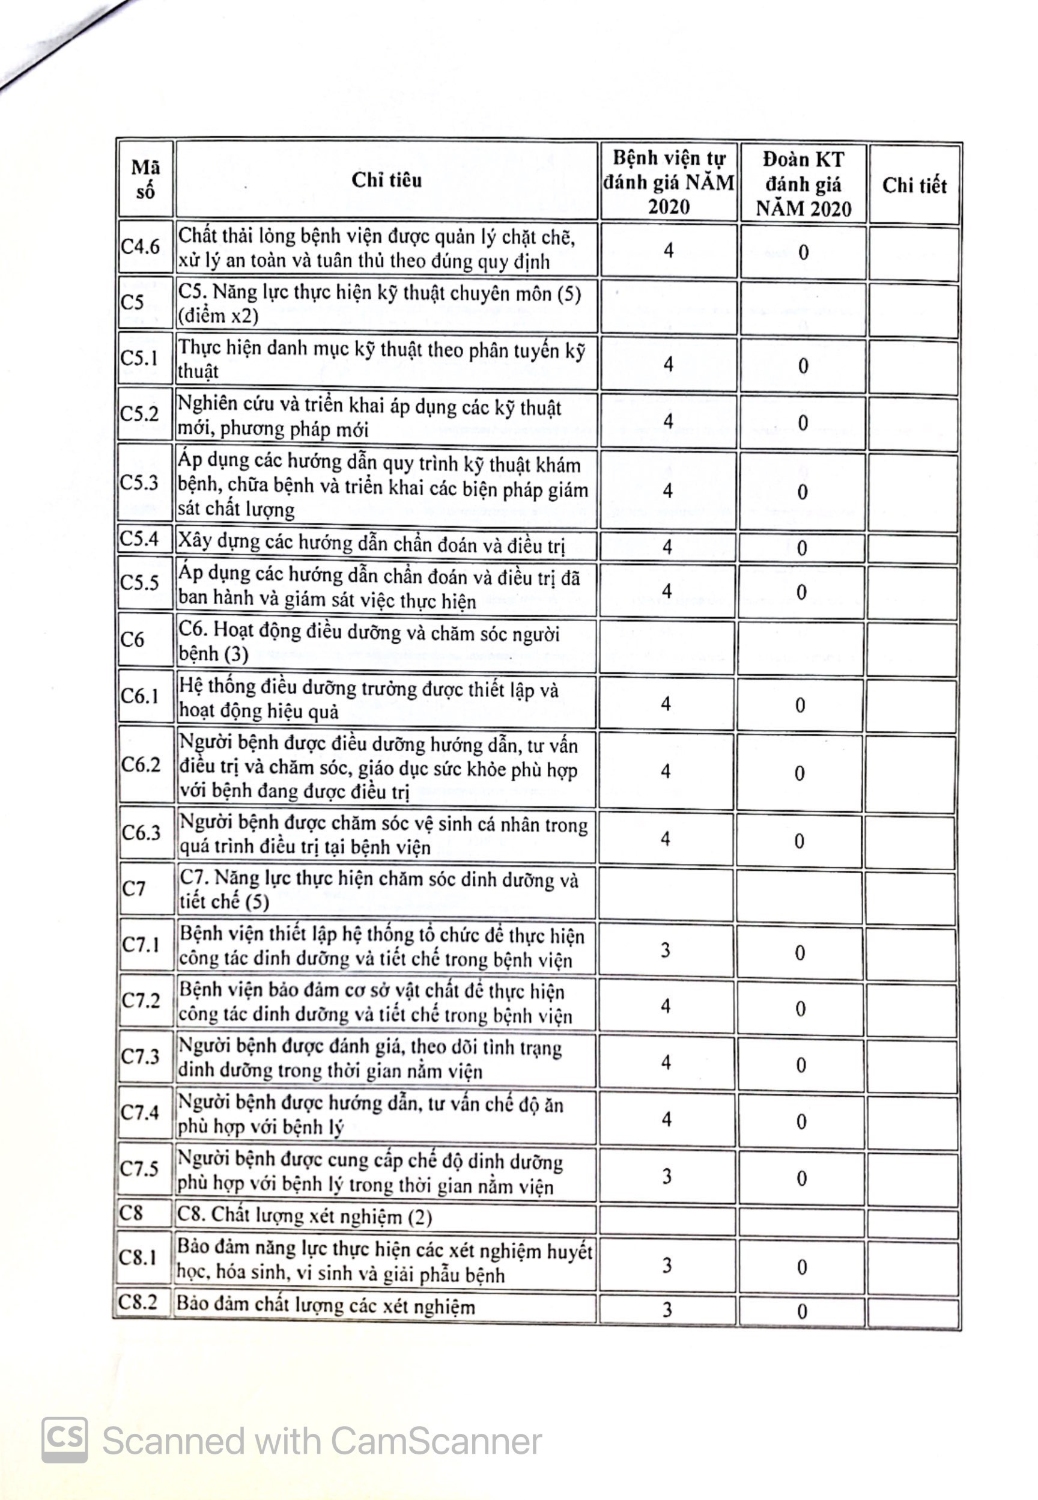 Mã số
Chỉ tiêu
Bệnh viện tự đánh giá NĂM 2020
Đoàn KT đánh giá NĂM 2020
Chi tiết
C4.6
Chất thải lỏng bệnh viện được quản lý chặt chẽ,
xử lý an toàn và tuân thủ theo đúng quy định
4
0
C5
C5. Năng lực thực hiện kỹ thuật chuyên môn (5)
(điểm x2)
C5.1
Thực hiện danh mục kỹ thuật theo phân tuyến kỹ
thuật
4
0
C5.2
Nghiên cứu và triển khai áp dụng các kỹ thuật
mới, phương pháp mới
4
0
C5.3
Áp dụng các hướng dẫn quy trình kỹ thuật khám
bệnh, chữa bệnh và triển khai các biện pháp giám
sát chất lượng
4
0
C5.4
Xây dựng các hướng dẫn chẩn đoán và điều trị
4
0
C5.5
Áp dụng các hướng dẫn chẩn đoán và điều trị đã
ban hành và giám sát việc thực hiện
4
0
C6
C6. Hoạt động điều dưỡng và chăm sóc người
bệnh (3)
C6.1
Hệ thống điều dưỡng trưởng được thiết lập và
hoạt động hiệu quả
4
0
C6.2
Người bệnh được điều dưỡng hướng dẫn, tư vấn
điều trị và chăm sóc, giáo dục sức khỏe phù hợp
với bệnh đang được điều trị
4
0
C6.3
Người bệnh được chăm sóc vệ sinh cá nhân trong
quá trình điều trị tại bệnh viện
4
0
C7
C7. Năng lực thực hiện chăm sóc dinh dưỡng và
tiết chế (5)
C7.1
Bệnh viện thiết lập hệ thống tổ chức để thực hiện
công tác dinh dưỡng và tiết chế trong bệnh viện
3
0
C7.2
Bệnh viện bảo đảm cơ sở vật chất để thực hiện
công tác dinh dưỡng và tiết chế trong bệnh viện
4
0
C7.3
Người bệnh được đánh giá, theo dõi tình trạng
dinh dưỡng trong thời gian nằm viện
4
0
C7.4
Người bệnh được hướng dẫn, tư vấn chế độ ăn
phù hợp với bệnh lý
4
0
C7.5
Người bệnh được cung cấp chế độ dinh dưỡng
phù hợp với bệnh lý trong thời gian nằm viện
3
0
C8
C8. Chất lượng xét nghiệm (2)
C8.1
Bảo đảm năng lực thực hiện các xét nghiệm huyết
học, hóa sinh, vi sinh và giải phẫu bệnh
3
0
C8.2
Bảo đảm chất lượng các xét nghiệm
3
0
CS Scanned with CamScanner